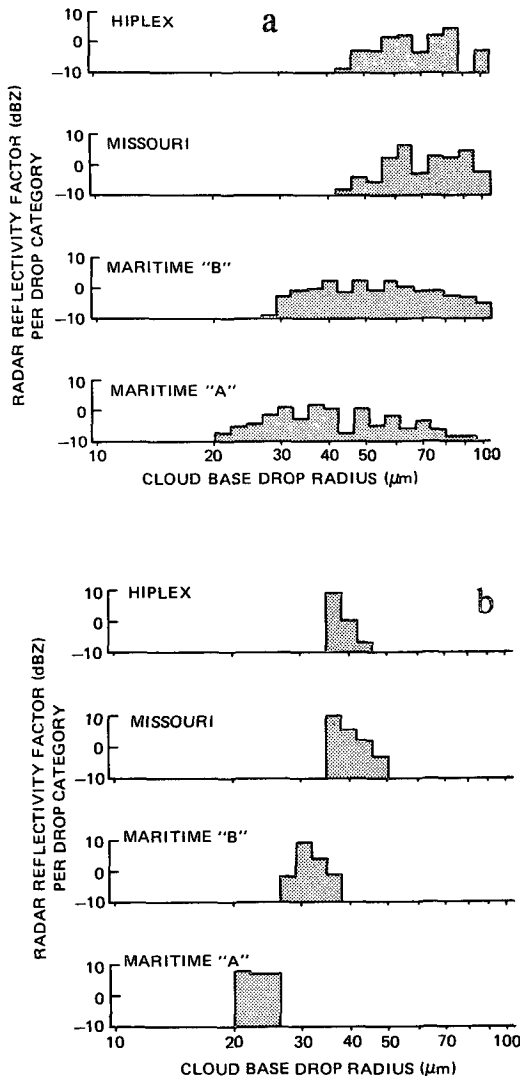 a
HIPLEX
10
0
−10
MISSOURI
10
0
−10
MARITIME "B"
10
0
−10
MARITIME "A"
10
0
−10
10 20 30 40 50 70 100
CLOUD BASE DROP RADIUS (μm)
RADAR REFLECTIVITY FACTOR (dBZ)
PER DROP CATEGORY
b
HIPLEX
10
0
−10
MISSOURI
10
0
−10
MARITIME "B"
10
0
−10
MARITIME "A"
10
0
−10
10 20 30 40 50 70 100
CLOUD BASE DROP RADIUS (μm)
RADAR REFLECTIVITY FACTOR (dBZ)
PER DROP CATEGORY